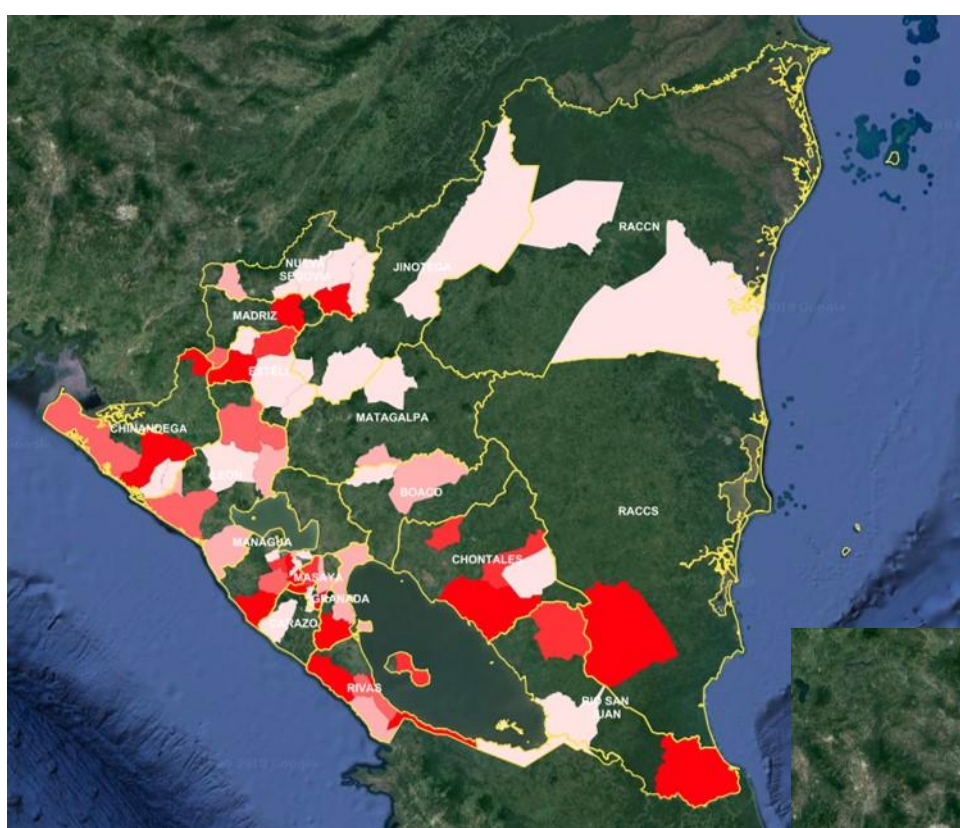 RACCN
NUEVA
SEGOVIA
JINOTEGA
MADRIZ
ESTELI
MATAGALPA
CHINANDEGA
LEON
BOACO
RACCS
MANAGUA
CHONTALES
MASAYA
GRANADA
CARAZO
RIVAS
RIO SAN
JUAN